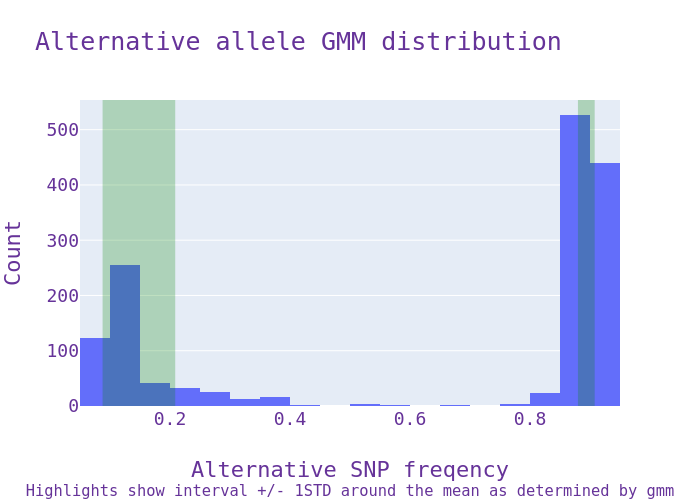 Alternative allele GMM distribution
500
400
300
200
100
0
Count
0.2 0.4 0.6 0.8
Alternative SNP freqency
Highlights show interval +/- 1STD around the mean as determined by gmm